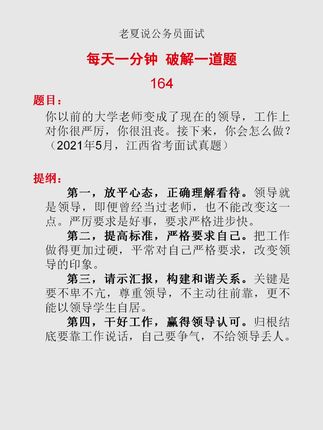 老夏说公务员面试
每天一分钟 破解一道题
164
题目：
你以前的大学老师变成了现在的领导，工作上
对你很严厉，你很沮丧。接下来，你会怎么做？
（2021年5月，江西省考面试真题）
提纲：
第一，放平心态，正确理解看待。领导就
是领导，即便曾经当过老师，也不能改变这一
点。严厉要求是好事，要求严格进步快。
第二，提高标准，严格要求自己。把工作
做得更加过硬，平常对自己严格要求，改变领
导的印象。
第三，请示汇报，构建和谐关系。关键是
要不卑不亢，尊重领导，不主动往前靠，更不
能以领导学生自居。
第四，干好工作，赢得领导认可。归根结
底要靠工作说话，自己要争气，不给领导丢人。